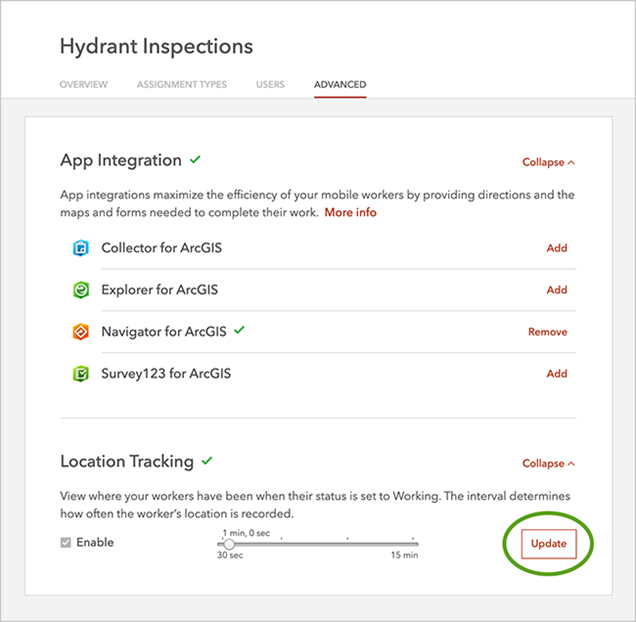 Hydrant Inspections
OVERVIEW ASSIGNMENT TYPES USERS ADVANCED
App Integration
Collapse
App integrations maximize the efficiency of your mobile workers by providing directions and the
maps and forms needed to complete their work. More info
Collector for ArcGIS Add
Explorer for ArcGIS Add
Navigator for ArcGIS Remove
Survey123 for ArcGIS Add
Location Tracking
Collapse
View where your workers have been when their status is set to Working. The interval determines
how often the worker's location is recorded.
1 min, 0 sec
Enable
Update
30 sec 15 min